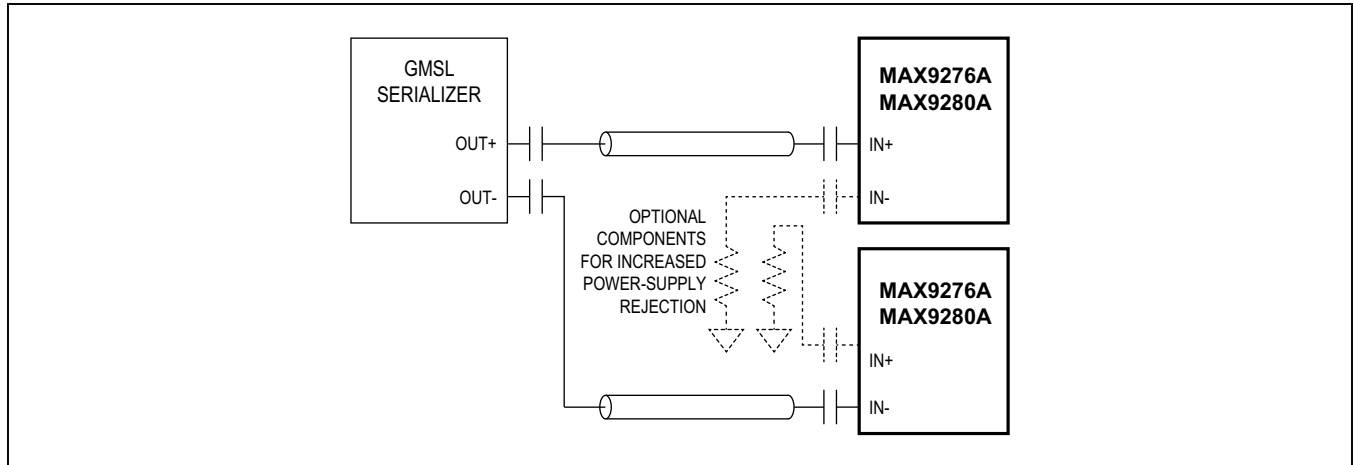 GMSL
SERIALIZER
OUT+
OUT-
MAX9276A
MAX9280A
IN+
IN-
OPTIONAL
COMPONENTS
FOR INCREASED
POWER-SUPPLY
REJECTION
MAX9276A
MAX9280A
IN+
IN-